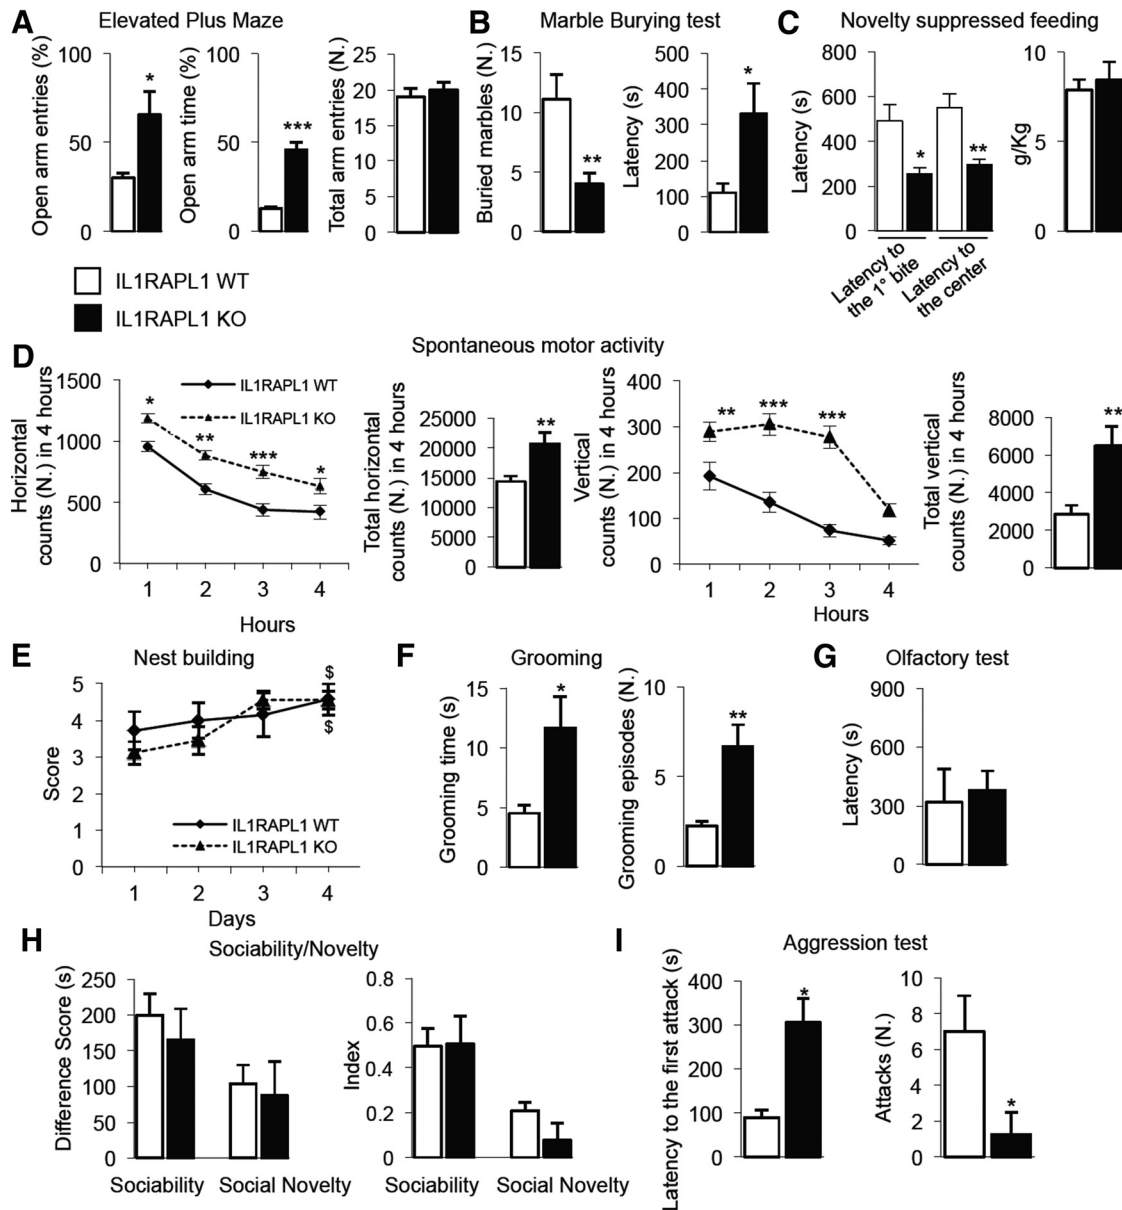 A Elevated Plus Maze
Open arm entries (%)
100
50
0
*
Open arm time (%)
100
50
0
***
Total arm entries (N.)
25
20
15
10
5
0
B Marble Burying test
Buried marbles (N.)
15
10
5
0
**
Latency (s)
500
400
300
200
100
0
*
C Novelty suppressed feeding
Latency (s)
800
600
400
200
0
*
**
Latency to
the 1° bite
Latency to
the center
g/Kg
10
5
0
IL1RAPL1 WT
IL1RAPL1 KO
D Spontaneous motor activity
Horizontal
counts (N.) in 4 hours
1500
1000
500
0
IL1RAPL1 WT
IL1RAPL1 KO
*
**
***
*
1 2 3 4
Hours
Total horizontal
counts (N.) in 4 hours
25000
20000
15000
10000
5000
0
**
Vertical
counts (N.) in 4 hours
400
300
200
100
0
**
***
***
1 2 3 4
Hours
Total vertical
counts (N.) in 4 hours
8000
6000
4000
2000
0
**
E Nest building
Score
5
4
3
2
1
0
$
$
IL1RAPL1 WT
IL1RAPL1 KO
1 2 3 4
Days
F Grooming
Grooming time (s)
15
10
5
0
*
Grooming episodes (N.)
10
5
0
**
G Olfactory test
Latency (s)
900
600
300
0
H Sociability/Novelty
Difference Score (s)
250
200
150
100
50
0
Sociability Social Novelty
Index
0.8
0.6
0.4
0.2
0
Sociability Social Novelty
I Aggression test
Latency to the first attack (s)
400
300
200
100
0
*
Attacks (N.)
10
8
6
4
2
0
*